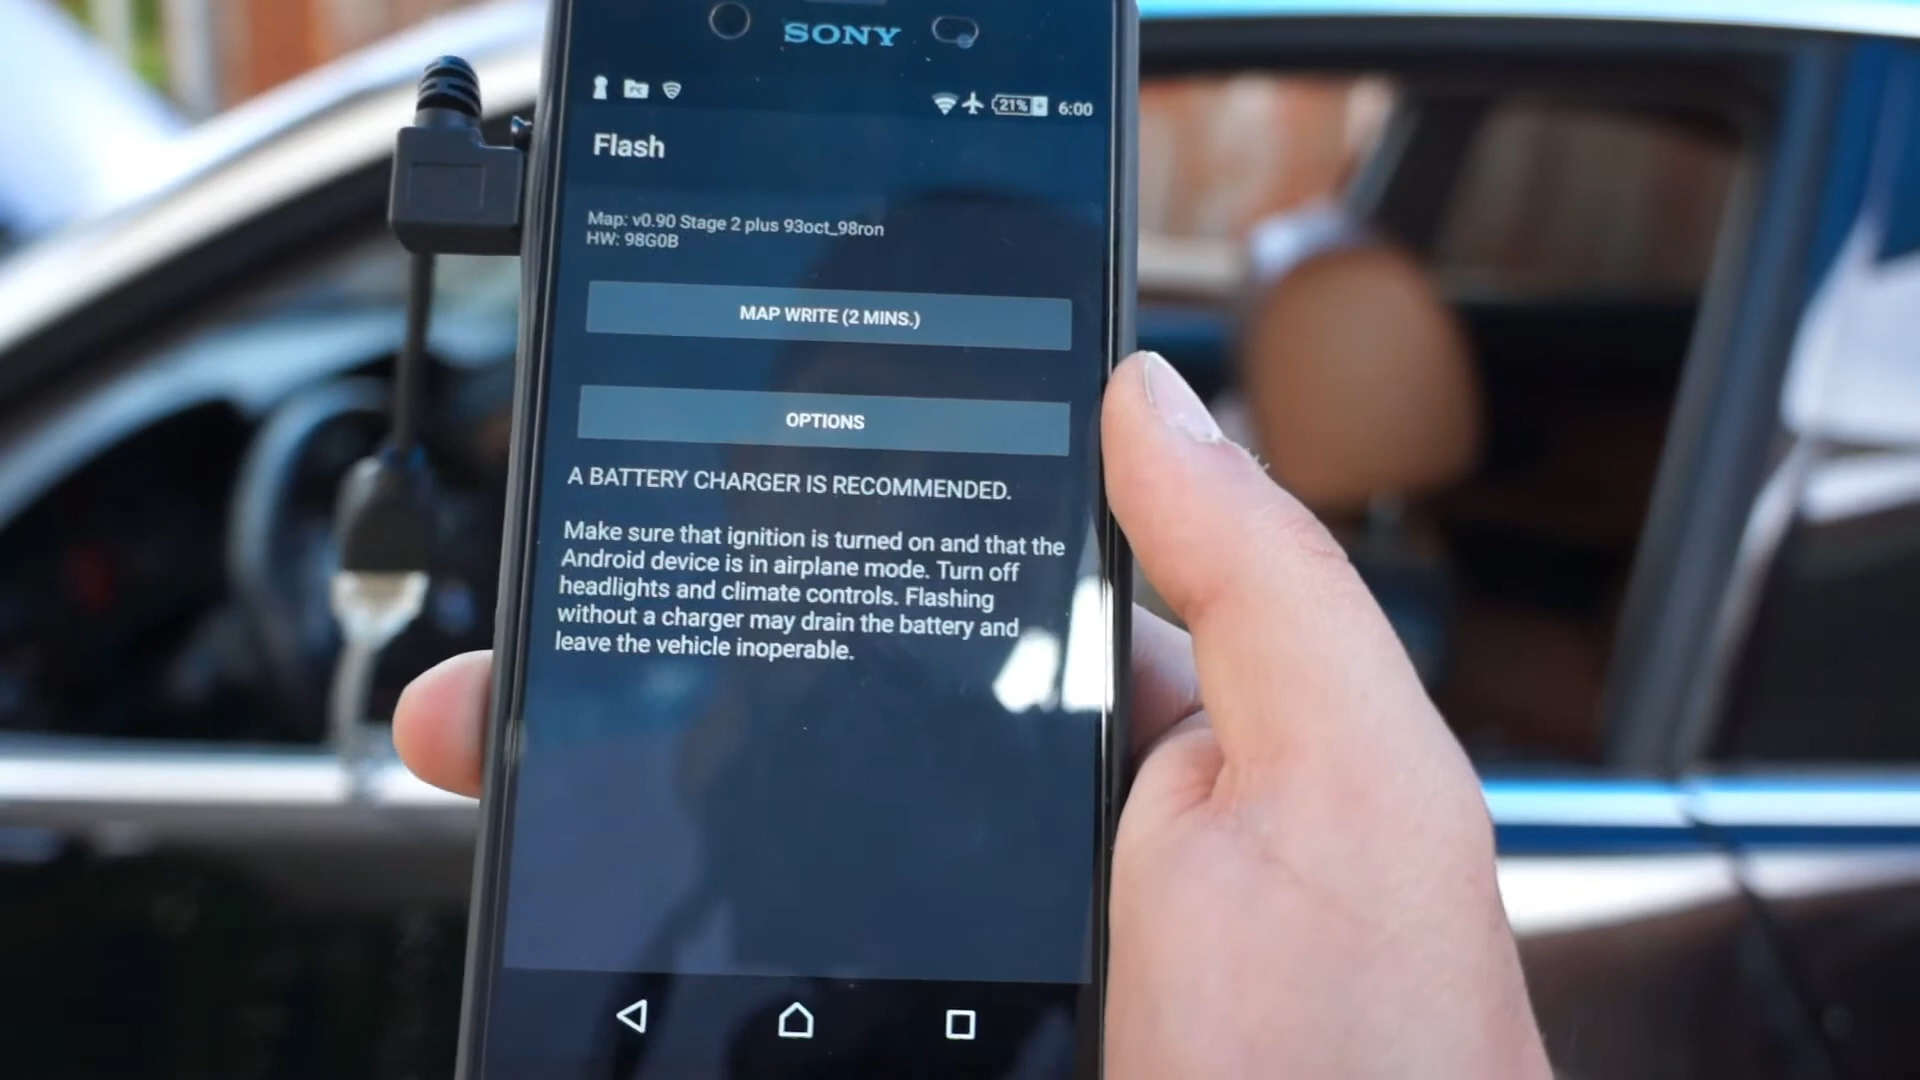 SONY
21% 6:00
Flash
Map: v0.90 Stage 2 plus 93oct_98ron
HW: 98G0B
MAP WRITE (2 MINS.)
OPTIONS
A BATTERY CHARGER IS RECOMMENDED.
Make sure that ignition is turned on and that the
Android device is in airplane mode. Turn off
headlights and climate controls. Flashing
without a charger may drain the battery and
leave the vehicle inoperable.